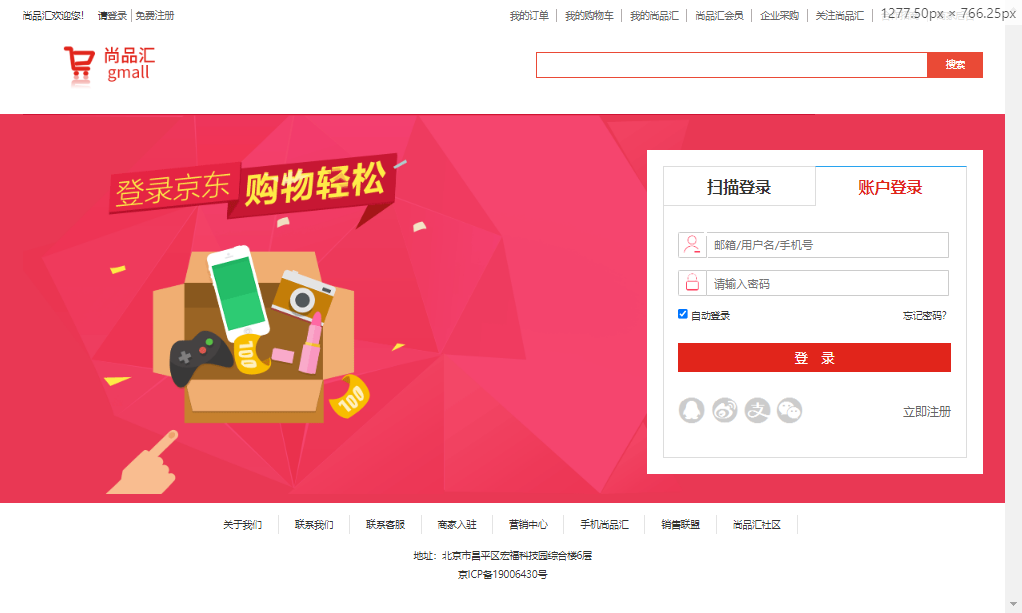 尚品汇欢迎您! 请登录 免费注册
我的订单 我的购物车 我的尚品汇 尚品汇会员 企业采购 关注尚品汇
1277.50px × 766.25px
尚品汇
gmall
搜索
登录京东 购物轻松
扫描登录 账户登录
邮箱/用户名/手机号
请输入密码
自动登录 忘记密码?
登 录
立即注册
100
100
支
关于我们 联系我们 联系客服 商家入驻 营销中心 手机尚品汇 销售联盟 尚品汇社区
地址：北京市昌平区宏福科技园综合楼6层
京ICP备19006430号